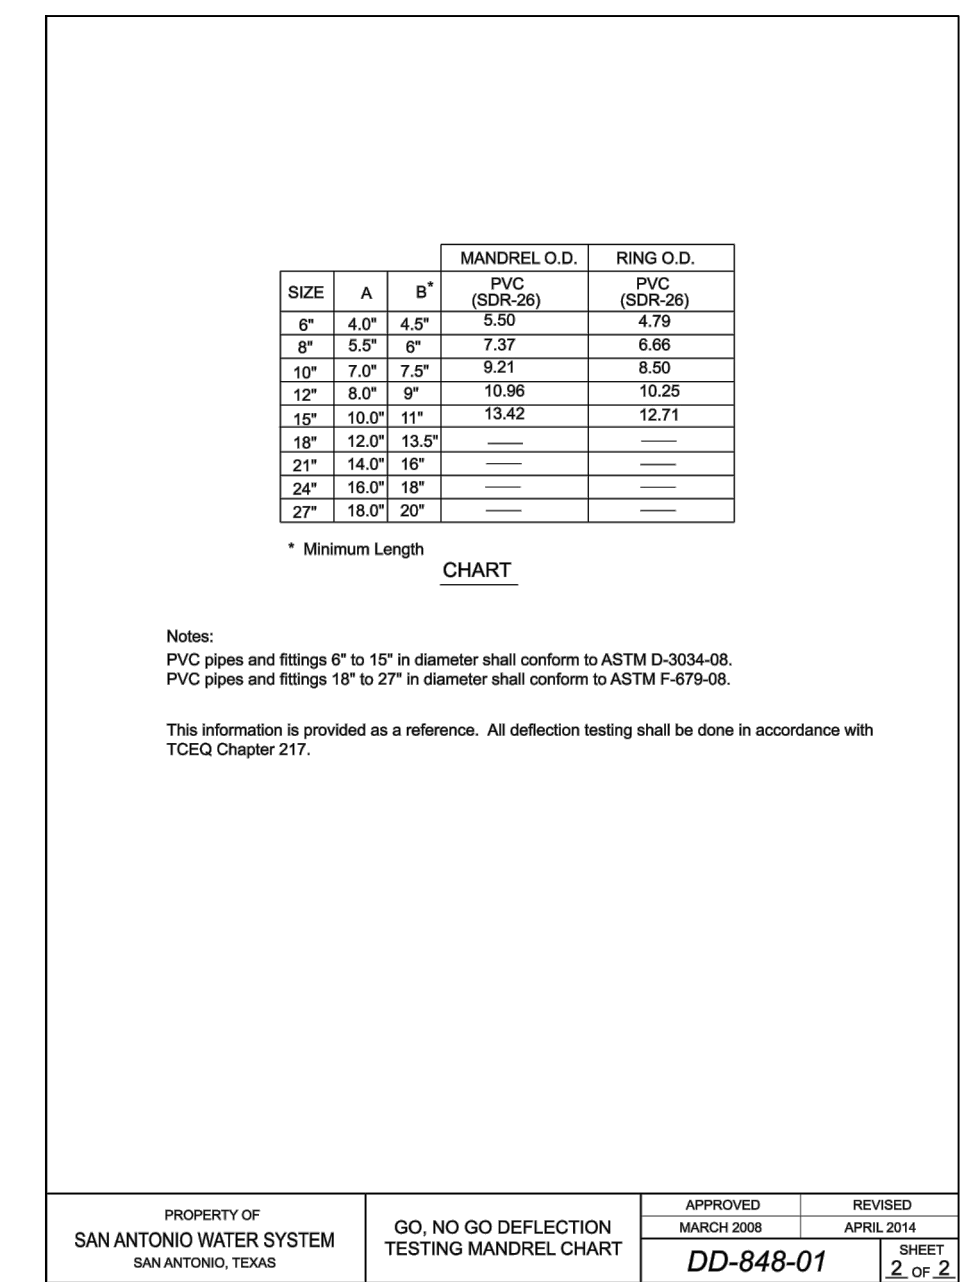 MANDREL O.D. RING O.D.
SIZE A B* PVC (SDR-26) PVC (SDR-26)
6" 4.0" 4.5" 5.50 4.79
8" 5.5" 6" 7.37 6.66
10" 7.0" 7.5" 9.21 8.50
12" 8.0" 9" 10.96 10.25
15" 10.0" 11" 13.42 12.71
18" 12.0" 13.5" — —
21" 14.0" 16" — —
24" 16.0" 18" — —
27" 18.0" 20" — —
* Minimum Length
CHART
Notes:
PVC pipes and fittings 6" to 15" in diameter shall conform to ASTM D-3034-08.
PVC pipes and fittings 18" to 27" in diameter shall conform to ASTM F-679-08.
This information is provided as a reference. All deflection testing shall be done in accordance with
TCEQ Chapter 217.
PROPERTY OF
SAN ANTONIO WATER SYSTEM
SAN ANTONIO, TEXAS
GO, NO GO DEFLECTION
TESTING MANDREL CHART
APPROVED REVISED
MARCH 2008 APRIL 2014
DD-848-01
SHEET
2 OF 2